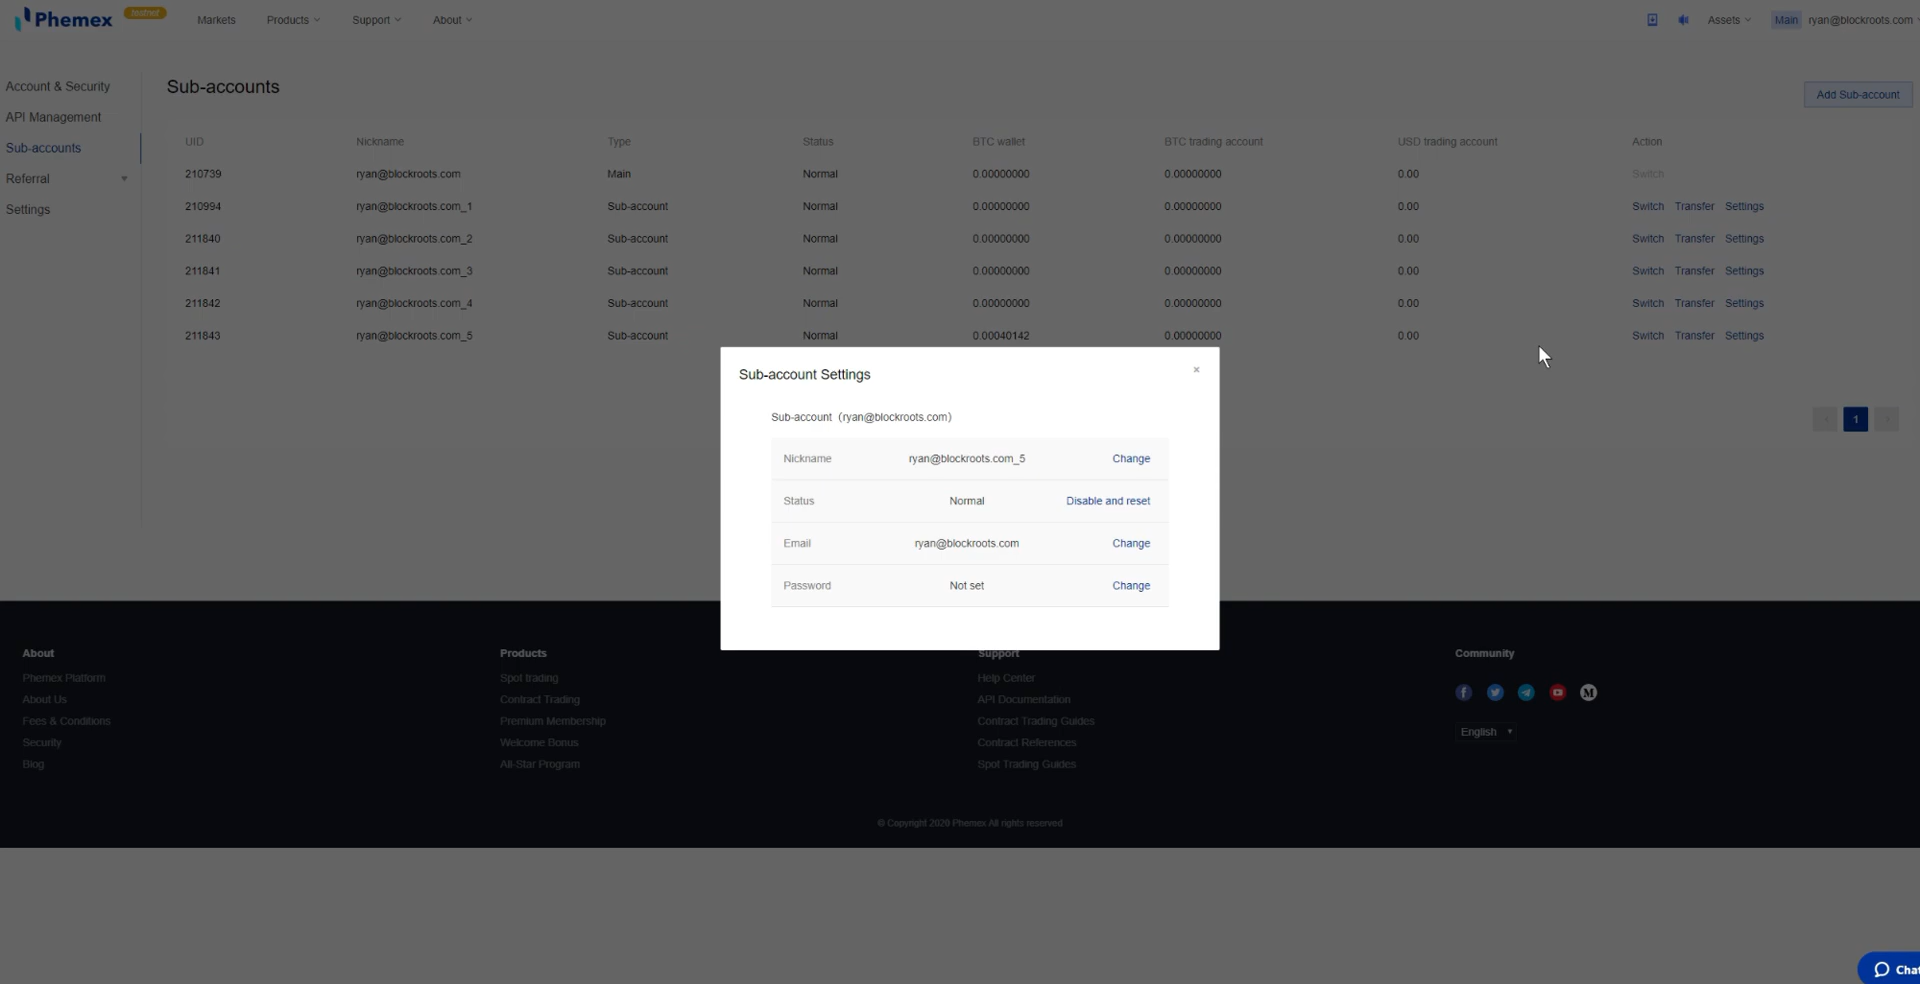 Phemex testnet Markets Products Support About Assets Main ryan@blockroots.com
Account & Security
API Management
Sub-accounts
Referral
Settings
Sub-accounts
Add Sub-account
UID Nickname Type Status BTC wallet BTC trading account USD trading account Action
210739 ryan@blockroots.com Main Normal 0.00000000 0.00000000 0.00 Switch
210994 ryan@blockroots.com_1 Sub-account Normal 0.00000000 0.00000000 0.00 Switch Transfer Settings
211840 ryan@blockroots.com_2 Sub-account Normal 0.00000000 0.00000000 0.00 Switch Transfer Settings
211841 ryan@blockroots.com_3 Sub-account Normal 0.00000000 0.00000000 0.00 Switch Transfer Settings
211842 ryan@blockroots.com_4 Sub-account Normal 0.00000000 0.00000000 0.00 Switch Transfer Settings
211843 ryan@blockroots.com_5 Sub-account Normal 0.00040142 0.00000000 0.00 Switch Transfer Settings
1
Sub-account Settings ×
Sub-account (ryan@blockroots.com)
Nickname ryan@blockroots.com_5 Change
Status Normal Disable and reset
Email ryan@blockroots.com Change
Password Not set Change
About
Phemex Platform
About Us
Fees & Conditions
Security
Blog
Products
Spot trading
Contract Trading
Premium Membership
Welcome Bonus
All-Star Program
Support
Help Center
API Documentation
Contract Trading Guides
Contract References
Spot Trading Guides
Community
English
© Copyright 2020 Phemex All rights reserved
Chat